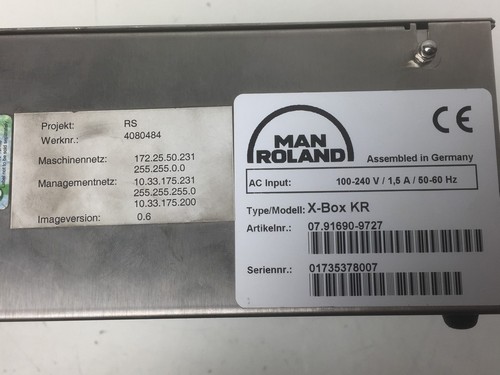 Projekt: RS
Werknr.: 4080484
Maschinennetz: 172.25.50.231
255.255.0.0
Managementnetz: 10.33.175.231
255.255.255.0
10.33.175.200
Imageversion: 0.6
MAN
ROLAND
CE
Assembled in Germany
AC Input: 100-240 V / 1,5 A / 50-60 Hz
Type/Modell: X-Box KR
Artikelnr.: 07.91690-9727
Seriennr.: 01735378007